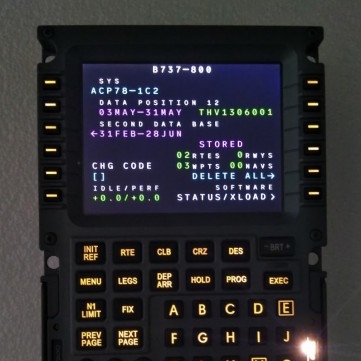 B737-800
SYS
ACP78-1C2
DATA POSITION 12
03MAY-31MAY THV1306001
SECOND DATA BASE
←31FEB-28JUN
STORED
02RTES 0RWYS
CHG CODE 03WPTS 00NAVS
[] DELETE ALL→
IDLE/PERF SOFTWARE
+0.0/+0.0 STATUS/XLOAD>
INIT REF RTE CLB CRZ DES - BRT +
MENU LEGS DEP ARR HOLD PROG EXEC
N1 LIMIT FIX A B C D E
PREV PAGE NEXT PAGE F G H I J